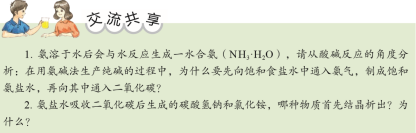 交流共享
1. 氨溶于水后会与水反应生成一水合氨（NH₃·H₂O），请从酸碱反应的角度分
析：在用氨碱法生产纯碱的过程中，为什么要先向饱和食盐水中通入氨气，制成饱和
氨盐水，再向其中通入二氧化碳？
2. 氨盐水吸收二氧化碳后生成的碳酸氢钠和氯化铵，哪种物质首先结晶析出？为
什么？